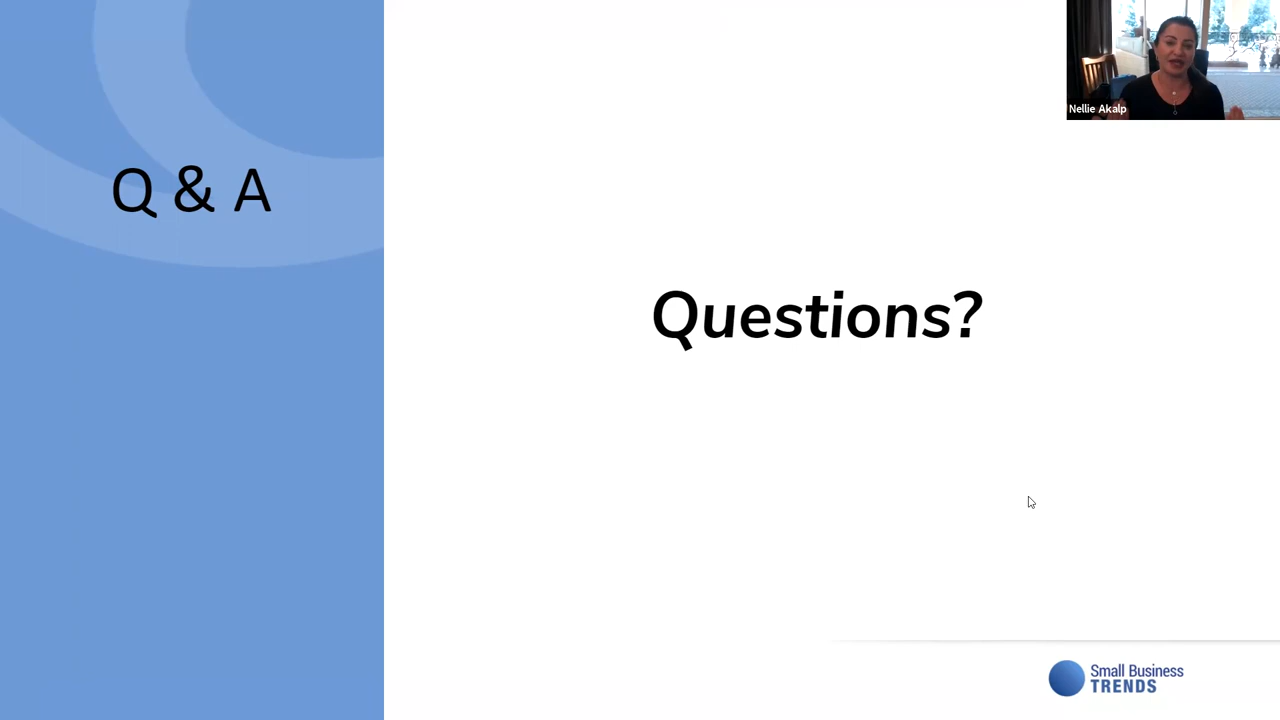 Q & A
Questions?
Nellie Akalp
Small Business
TRENDS